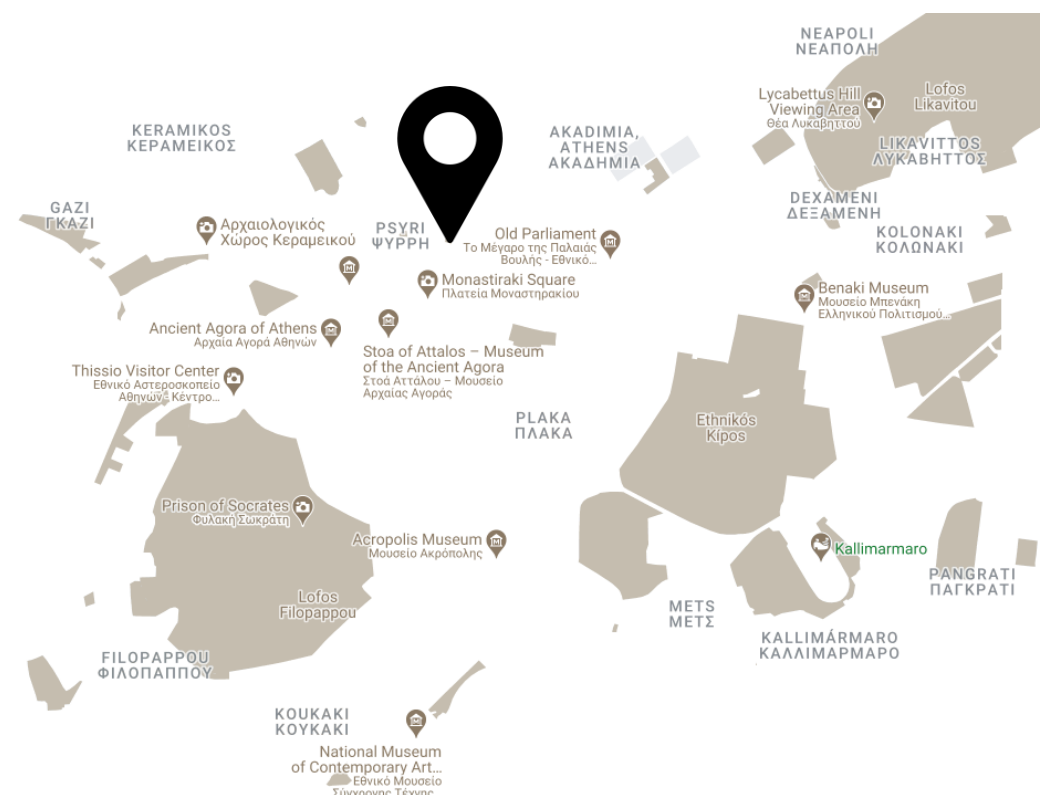 NEAPOLI
ΝΕΑΠΟΛΗ
Lycabettus Hill
Viewing Area
Θέα Λυκαβηττού
Lofos
Likavitou
KERAMIKOS
ΚΕΡΑΜΕΙΚΟΣ
AKADIMIA,
ATHENS
ΑΚΑΔΗΜΙΑ
LIKAVITTOS
ΛΥΚΑΒΗΤΤΟΣ
DEXAMENI
ΔΕΞΑΜΕΝΗ
GAZI
ΓΚΑΖΙ
Αρχαιολογικός
Χώρος Κεραμεικού
PSYRI
ΨΥΡΡΗ
Old Parliament
Το Μέγαρο της Παλαιάς
Βουλής - Εθνικό...
KOLONAKI
ΚΟΛΩΝΑΚΙ
Monastiraki Square
Πλατεία Μοναστηρακίου
Benaki Museum
Μουσείο Μπενάκη
Ελληνικού Πολιτισμού...
Ancient Agora of Athens
Αρχαία Αγορά Αθηνών
Stoa of Attalos – Museum
of the Ancient Agora
Στοά Αττάλου – Μουσείο
Αρχαίας Αγοράς
Thissio Visitor Center
Εθνικό Αστεροσκοπείο
Αθηνών - Κέντρο...
PLAKA
ΠΛΑΚΑ
Ethnikós
Kípos
Prison of Socrates
Φυλακή Σωκράτη
Acropolis Museum
Μουσείο Ακρόπολης
Kallimarmaro
PANGRATI
ΠΑΓΚΡΑΤΙ
Lofos
Filopappou
METS
ΜΕΤΣ
KALLIMÁRMARO
ΚΑΛΛΙΜΑΡΜΑΡΟ
FILOPAPPOU
ΦΙΛΟΠΑΠΠΟΥ
KOUKAKI
ΚΟΥΚΑΚΙ
National Museum
of Contemporary Art...
Εθνικό Μουσείο
Σύγχρονης Τέχνης